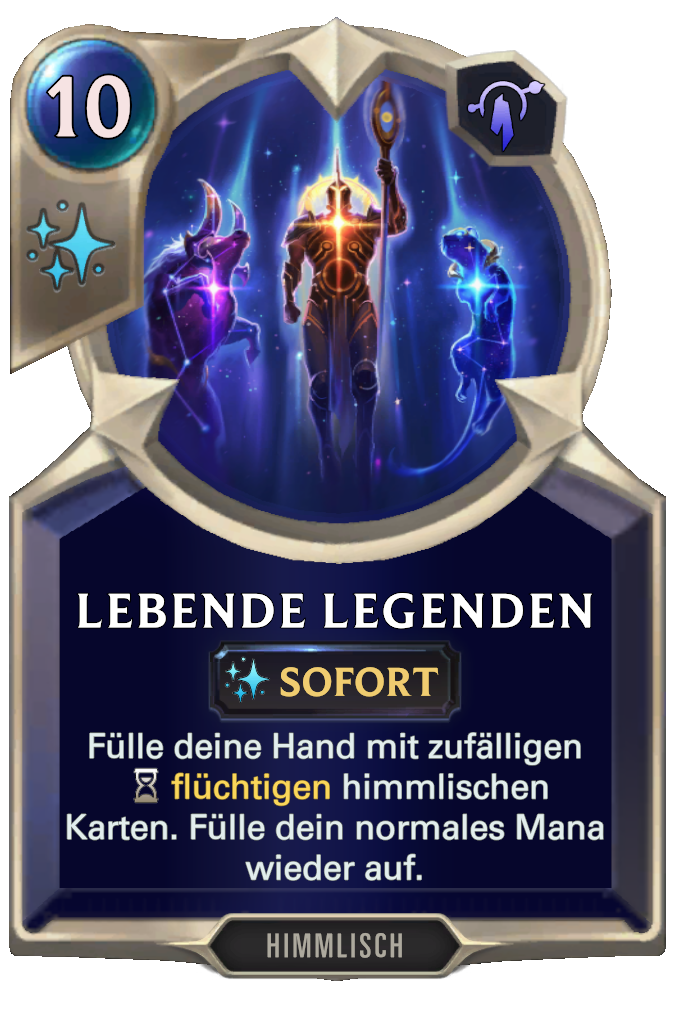 10
LEBENDE LEGENDEN
SOFORT
Fülle deine Hand mit zufälligen
flüchtigen himmlischen
Karten. Fülle dein normales Mana
wieder auf.
HIMMLISCH